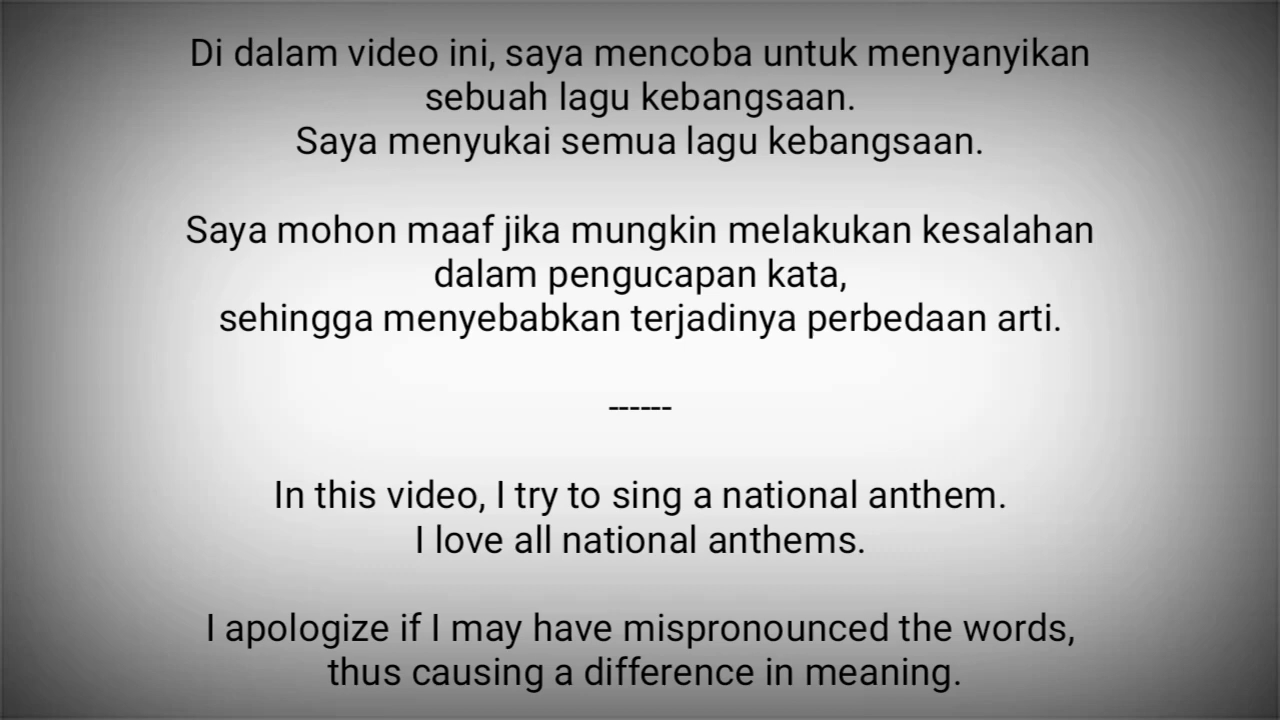 Di dalam video ini, saya mencoba untuk menyanyikan
sebuah lagu kebangsaan.
Saya menyukai semua lagu kebangsaan.
Saya mohon maaf jika mungkin melakukan kesalahan
dalam pengucapan kata,
sehingga menyebabkan terjadinya perbedaan arti.
------
In this video, I try to sing a national anthem.
I love all national anthems.
I apologize if I may have mispronounced the words,
thus causing a difference in meaning.